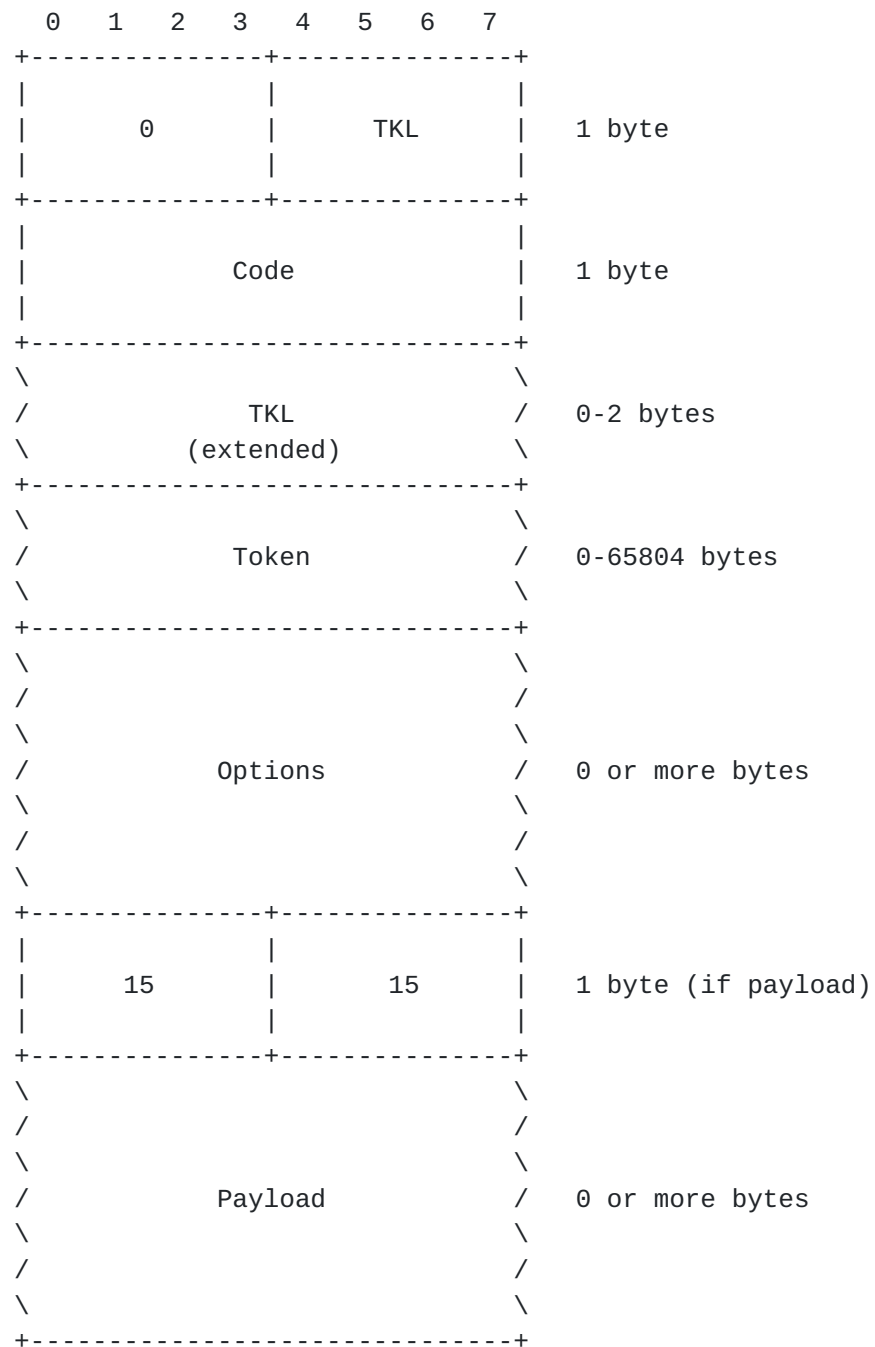 0   1   2   3   4   5   6   7
+---------------+---------------+
|               |               |
|       0       |      TKL      |   1 byte
|               |               |
+---------------+---------------+
|                               |
|             Code              |   1 byte
|                               |
+-------------------------------+
\                               \
/              TKL              /   0-2 bytes
\          (extended)           \
+-------------------------------+
\                               \
/             Token             /   0-65804 bytes
\                               \
+-------------------------------+
\                               \
/                               /
\                               \
/            Options            /   0 or more bytes
\                               \
/                               /
\                               \
+---------------+---------------+
|               |               |
|      15       |       15      |   1 byte (if payload)
|               |               |
+---------------+---------------+
\                               \
/                               /
\                               \
/            Payload            /   0 or more bytes
\                               \
/                               /
\                               \
+-------------------------------+